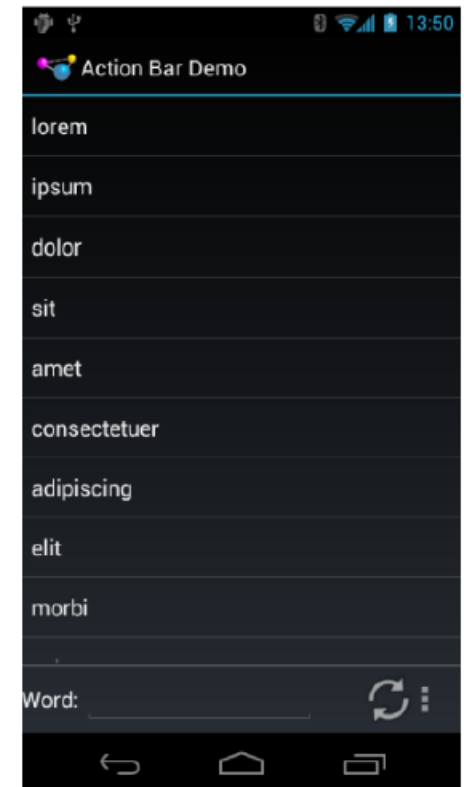 13:50
Action Bar Demo
lorem
ipsum
dolor
sit
amet
consectetuer
adipiscing
elit
morbi
Word: